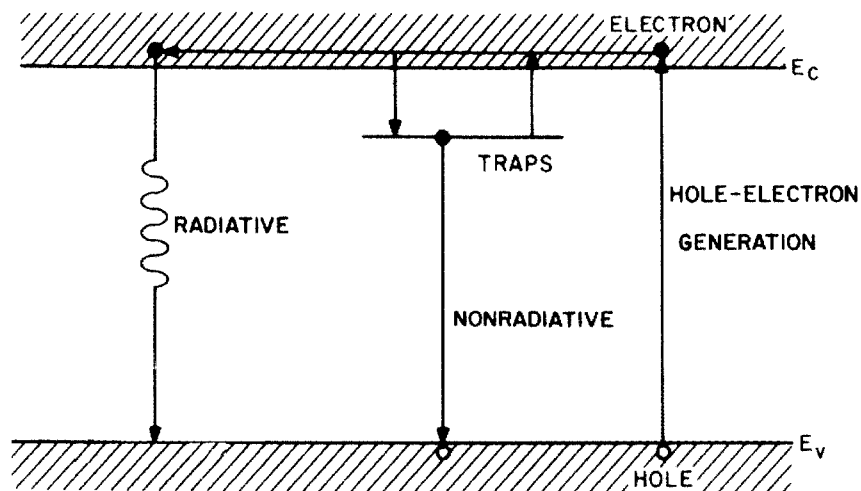 ELECTRON
E_C
TRAPS
HOLE-ELECTRON
GENERATION
RADIATIVE
NONRADIATIVE
E_V
HOLE